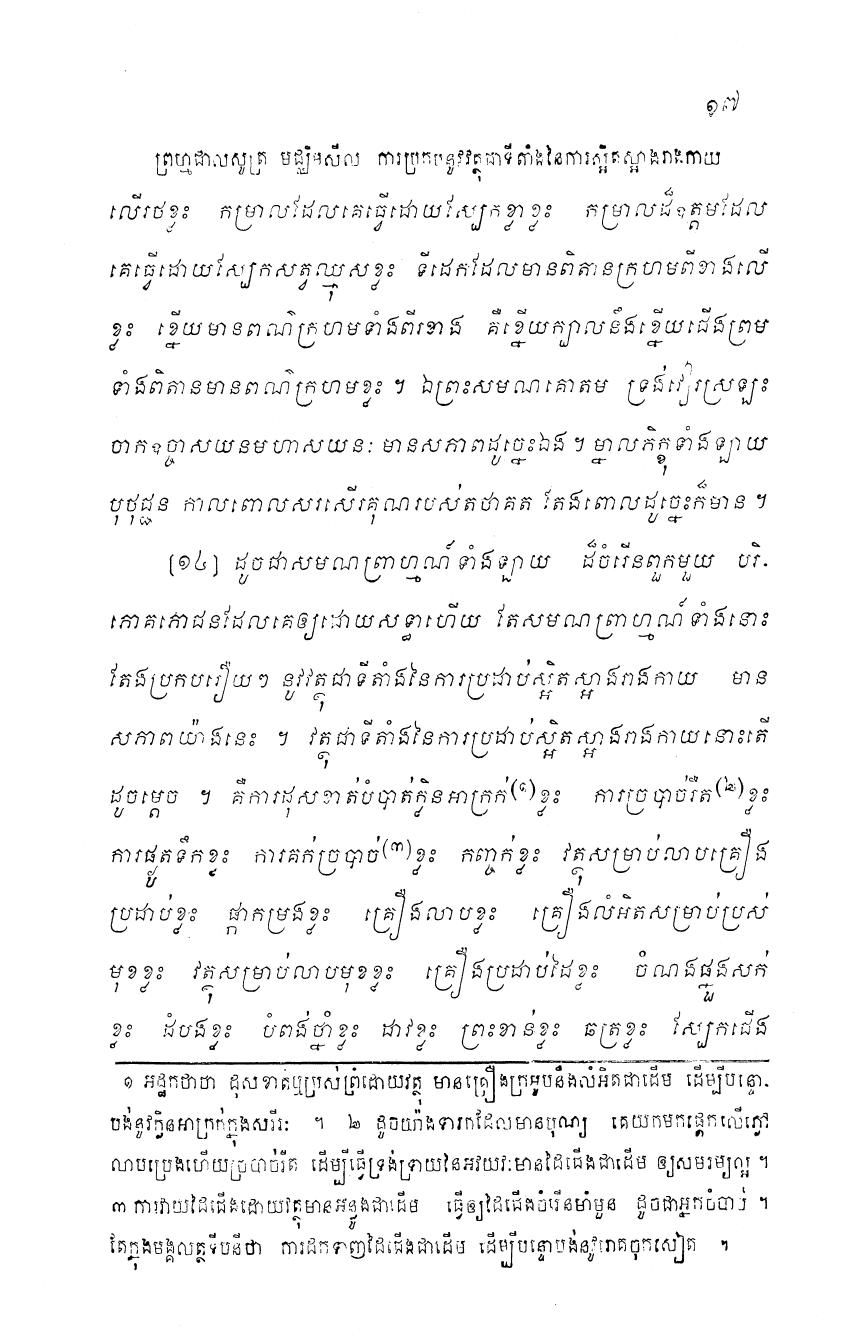 ១៧
ព្រហ្មជាលសូត្រ មជ្ឈិមសីល ការប្រកបនូវវត្ថុជាទីតាំងនៃការស្អិតស្អាងរាងកាយ
លើរថខ្លះ កម្រាលដែលគេធ្វើដោយស្បែកខ្លាខ្លះ កម្រាលដ៏ឧត្តមដែល
គេធ្វើដោយស្បែកសត្វឈ្មុសខ្លះ ទីដេកដែលមានពិតានក្រហមពីខាងលើ
ខ្លះ ខ្នើយមានពណ៌ក្រហមទាំងពីរខាង គឺខ្នើយក្បាលនឹងខ្នើយជើងព្រម
ទាំងពិតានមានពណ៌ក្រហមខ្លះ ។ ឯព្រះសមណគោតម ទ្រង់វៀរស្រឡះ
ចាកឧច្ចាសយនមហាសយនៈ មានសភាពដូច្នេះឯង ។ ម្នាលភិក្ខុទាំងឡាយ
បុថុជ្ជន កាលពោលសរសើរគុណរបស់តថាគត តែងពោលដូច្នេះក៏មាន ។
[១៤] ដូចជាសមណព្រាហ្មណ៍ទាំងឡាយ ដ៏ចំរើនពួកមួយ បរិ-
ភោគភោជនដែលគេឲ្យដោយសទ្ធាហើយ តែសមណព្រាហ្មណ៍ទាំងនោះ
តែងប្រកបរឿយៗ នូវវត្ថុជាទីតាំងនៃការប្រដាប់ស្អិតស្អាងរាងកាយ មាន
សភាពយ៉ាងនេះ ។ វត្ថុជាទីតាំងនៃការប្រដាប់ស្អិតស្អាងរាងកាយនោះតើ
ដូចម្តេច ។ គឺការដុសខាត់បំបាត់ក្លិនអាក្រក់(១)ខ្លះ ការច្របាច់រឹត(២)ខ្លះ
ការផ្លូតទឹកខ្លះ ការគក់ច្របាច់(៣)ខ្លះ កញ្ចក់ខ្លះ វត្ថុសម្រាប់លាបគ្រឿង
ប្រដាប់ខ្លះ ផ្កាកម្រងខ្លះ គ្រឿងលាបខ្លះ គ្រឿងលំអិតសម្រាប់ប្រស់
មុខខ្លះ វត្ថុសម្រាប់លាបមុខខ្លះ គ្រឿងប្រដាប់ដៃខ្លះ ចំណងផ្នួងសក់
ខ្លះ ដំបងខ្លះ បំពង់ថ្នាំខ្លះ ដាវខ្លះ ព្រះខាន់ខ្លះ ឆត្រខ្លះ ស្បែកជើង
១ អដ្ឋកថាថា ដុសខាត់ឬប្រស់ព្រំដោយវត្ថុ មានគ្រឿងក្រអូបនឹងលំអិតជាដើម ដើម្បីបន្ទោ-
បង់នូវក្លិនអាក្រក់ក្នុងសរីរៈ ។ ២ ដូចយ៉ាងទារកដែលមានបុណ្យ គេយកមកផ្តេកលើភ្លៅ
លាបប្រេងហើយច្របាច់រឹត ដើម្បីធ្វើទ្រង់ទ្រាយនៃអវយវៈមានដៃជើងជាដើម ឲ្យសមរម្យល្អ ។
៣ ការវាយដៃជើងដោយវត្ថុមានអន្លូងជាដើម ធ្វើឲ្យដៃជើងចំរើនមាំមួន ដូចជាអ្នកចំបាប់ ។
តែក្នុងមង្គលត្ថទីបនីថា ការដកទាញដៃជើងជាដើម ដើម្បីបន្ទោបង់នូវរោគចុកសៀត ។